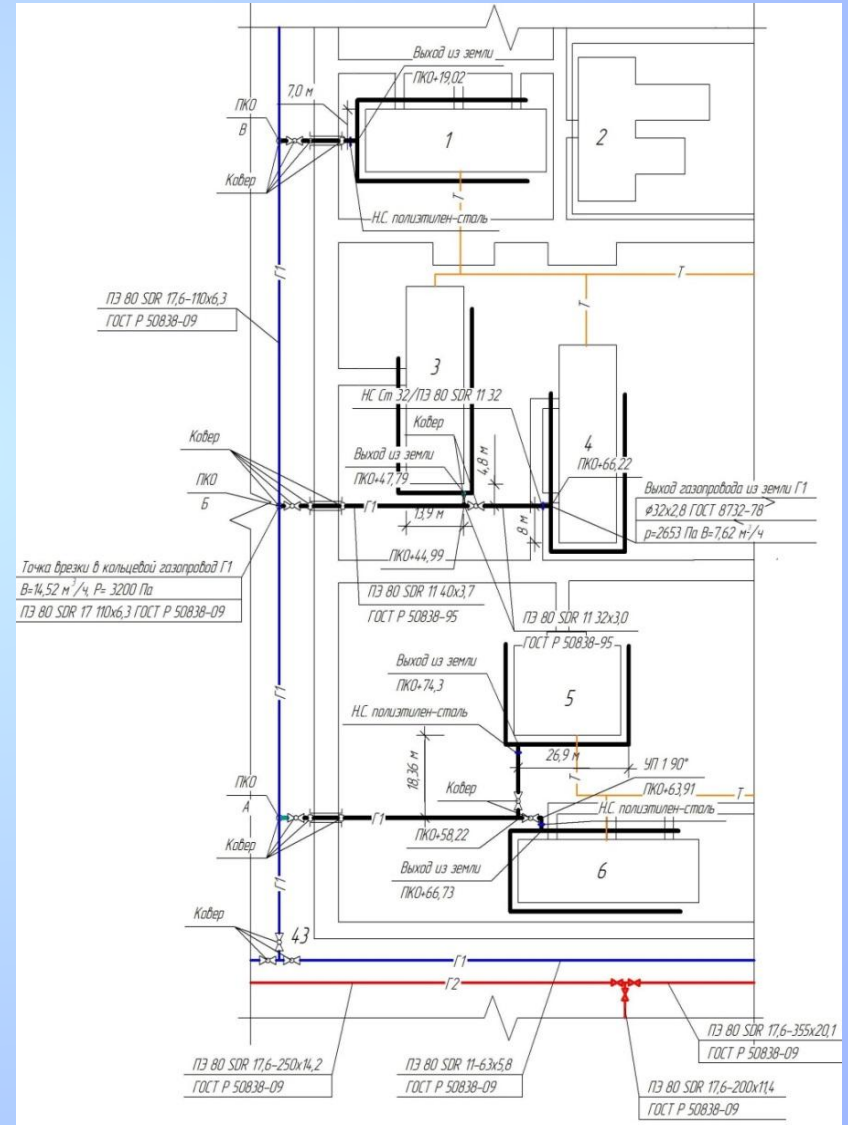 Выход из земли
ПК0+19,02
7,0 м
ПК0
В
1
2
Ковер
Т
Н.С. полиэтилен-сталь
Г1
Т
Т
ПЭ 80 SDR 17,6-110х6,3
ГОСТ Р 50838-09
3
НС Ст 32/ПЭ 80 SDR 11 32
Ковер
Ковер
4
Выход из земли
4,8 м
ПК0+66,22
ПК0
ПК0+47,79
Б
Выход газопровода из земли Г1
Г1
13,9 м
8 м
ф32х2,8 ГОСТ 8732-78
р=2653 Па В=7,62 м³/ч
ПК0+44,99
Точка врезки в кольцевой газопровод Г1
В=14,52 м³/ч, Р= 3200 Па
ПЭ 80 SDR 17 110х6,3 ГОСТ Р 50838-09
ПЭ 80 SDR 11 40х3,7
ГОСТ Р 50838-95
ПЭ 80 SDR 11 32х3,0
ГОСТ Р 50838-95
Выход из земли
ПК0+74,3
5
Г1
Н.С. полиэтилен-сталь
18,36 м
26,9 м
УП 1 90°
Т
ПК0
ПК0+63,91
Т
А
Ковер
Н.С. полиэтилен-сталь
Г1
ПК0+58,22
Ковер
Выход из земли
6
ПК0+66,73
Г1
Ковер
43
Г1
Г2
ПЭ 80 SDR 17,6-355х20,1
ГОСТ Р 50838-09
ПЭ 80 SDR 17,6-250х14,2
ГОСТ Р 50838-09
ПЭ 80 SDR 11-63х5,8
ГОСТ Р 50838-09
ПЭ 80 SDR 17,6-200х11,4
ГОСТ Р 50838-09